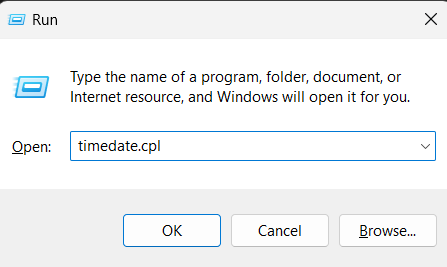 Run
Type the name of a program, folder, document, or
Internet resource, and Windows will open it for you.
Open: timedate.cpl
OK Cancel Browse...